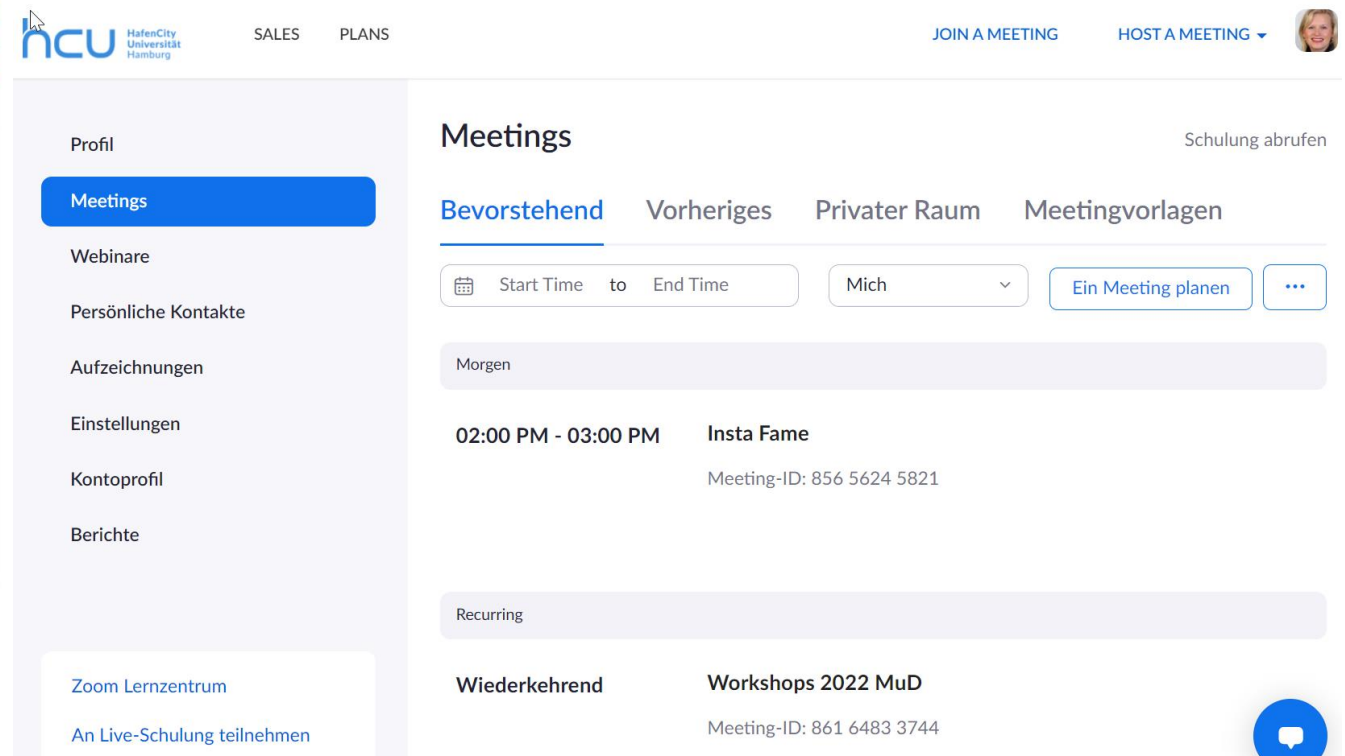 hcu
HafenCity
Universität
Hamburg
SALES
PLANS
JOIN A MEETING
HOST A MEETING
Profil
Meetings
Webinare
Persönliche Kontakte
Aufzeichnungen
Einstellungen
Kontoprofil
Berichte
Zoom Lernzentrum
An Live-Schulung teilnehmen
Meetings
Schulung abrufen
Bevorstehend
Vorheriges
Privater Raum
Meetingvorlagen
Start Time to End Time
Mich
Ein Meeting planen
...
Morgen
02:00 PM - 03:00 PM
Insta Fame
Meeting-ID: 856 5624 5821
Recurring
Wiederkehrend
Workshops 2022 MuD
Meeting-ID: 861 6483 3744